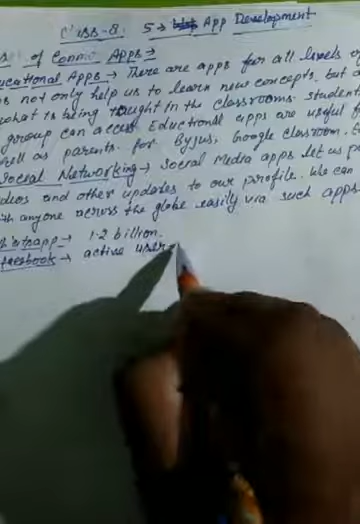 Class-8. 5→ App Development
of Common Apps→
Educational Apps→ There are apps for all levels of
not only help us to learn new concepts. but
what is being taught in the classrooms. students
group can access Eductional apps are useful
well as parents. for Byjus, Google Classroom.
Social Networking→ Social Media apps let us
and other updates to our profile. We can
anyone across the globe easily via such apps
Whatsapp→ 1.2 billion.
facebook→ active user